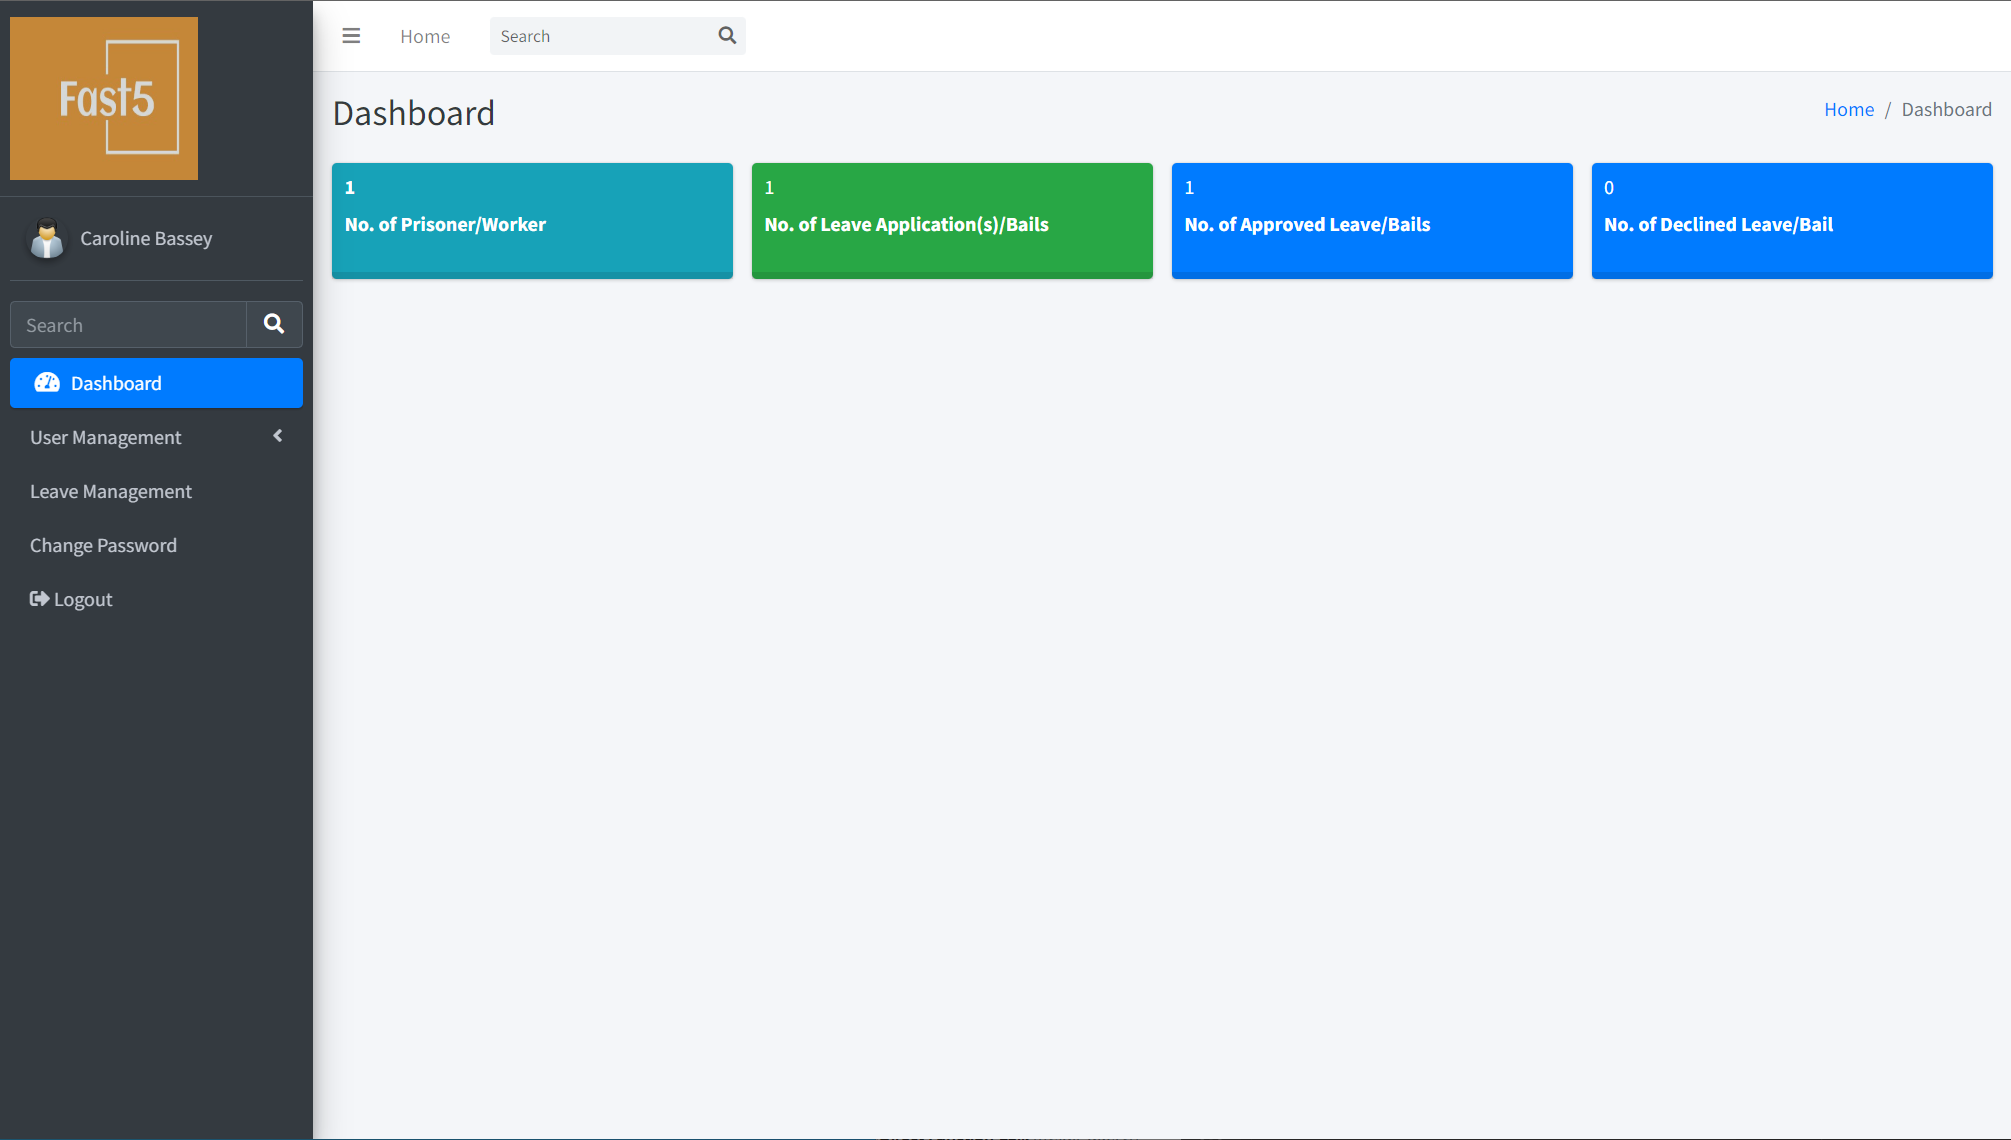 Fast5
Caroline Bassey
Search
Dashboard
User Management
Leave Management
Change Password
Logout
Home
Search
Dashboard
Home / Dashboard
1
No. of Prisoner/Worker
1
No. of Leave Application(s)/Bails
1
No. of Approved Leave/Bails
0
No. of Declined Leave/Bail